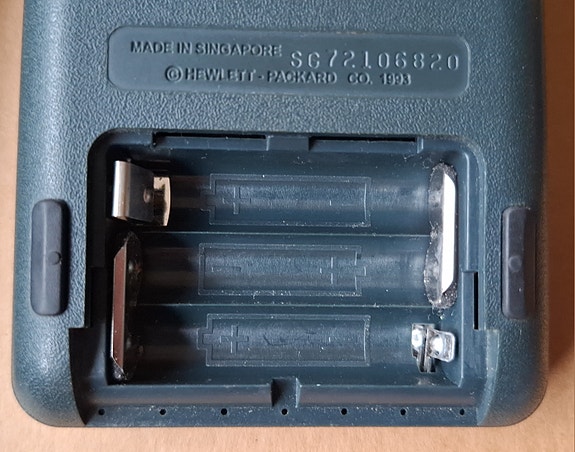 MADE IN SINGAPORE SG72106820
© HEWLETT-PACKARD CO. 1993